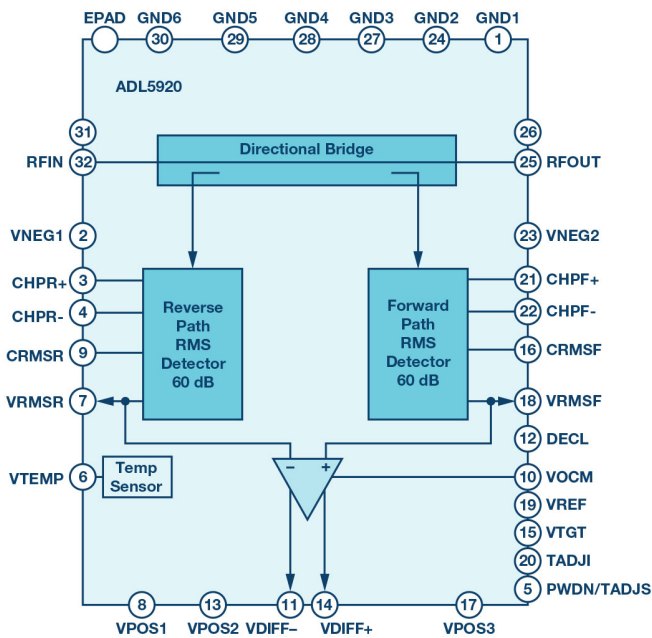 EPAD GND6 GND5 GND4 GND3 GND2 GND1
30 29 28 27 24 1
ADL5920
31 26
Directional Bridge
RFIN 32 25 RFOUT
VNEG1 2 23 VNEG2
CHPR+ 3 21 CHPF+
CHPR- 4 22 CHPF-
CRMSR 9 16 CRMSF
VRMSR 7 18 VRMSF
Reverse
Path
RMS
Detector
60 dB
Forward
Path
RMS
Detector
60 dB
12 DECL
VTEMP 6
Temp
Sensor
– +
10 VOCM
19 VREF
15 VTGT
20 TADJI
5 PWDN/TADJS
8 13 11 14 17
VPOS1 VPOS2 VDIFF– VDIFF+ VPOS3